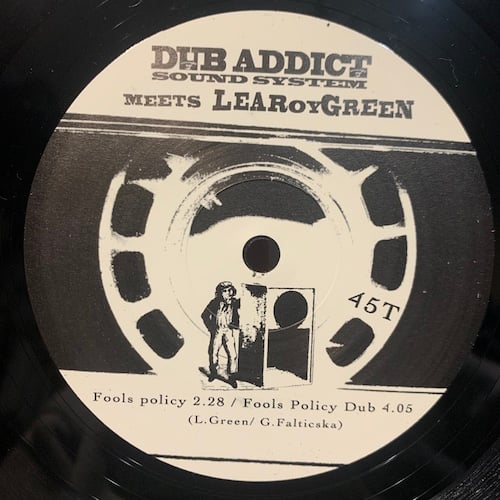 DUB ADDICT
SOUND SYSTEM
MEETS LEAROYGREEN
45T
Fools policy 2.28 / Fools Policy Dub 4.05
(L.Green/ G.Falticska)